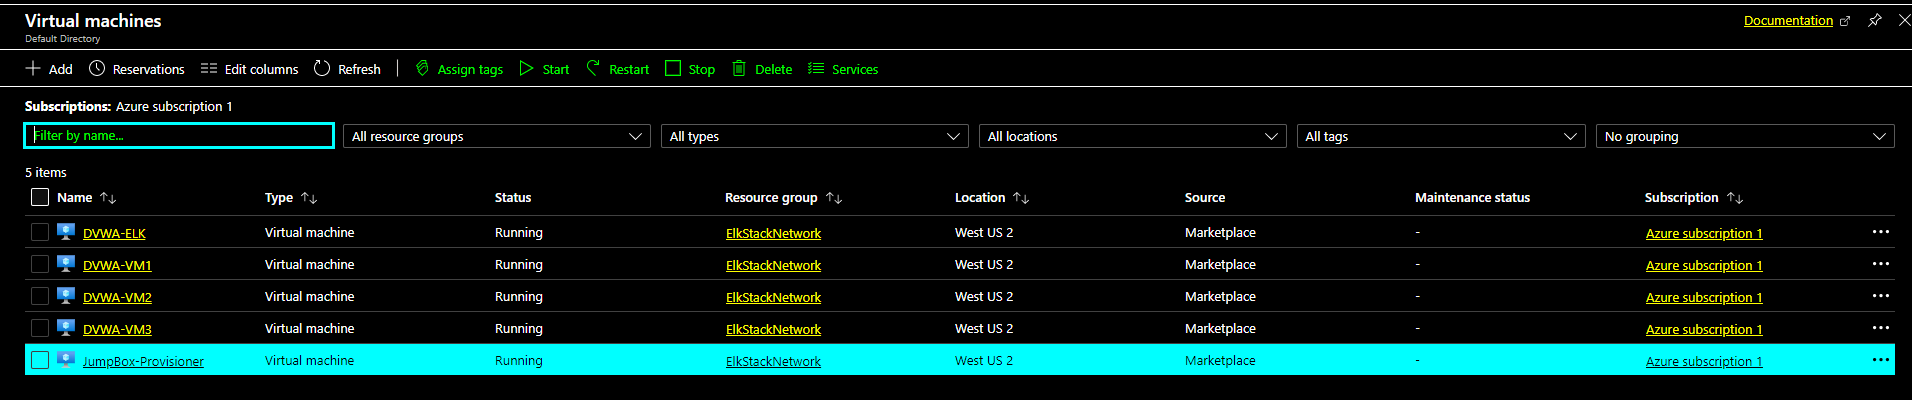 Virtual machines
Documentation
Default Directory
Add Reservations Edit columns Refresh Assign tags Start Restart Stop Delete Services
Subscriptions: Azure subscription 1
Filter by name... All resource groups All types All locations All tags No grouping
5 items
Name Type Status Resource group Location Source Maintenance status Subscription
DVWA-ELK Virtual machine Running ElkStackNetwork West US 2 Marketplace - Azure subscription 1 ...
DVWA-VM1 Virtual machine Running ElkStackNetwork West US 2 Marketplace - Azure subscription 1 ...
DVWA-VM2 Virtual machine Running ElkStackNetwork West US 2 Marketplace - Azure subscription 1 ...
DVWA-VM3 Virtual machine Running ElkStackNetwork West US 2 Marketplace - Azure subscription 1 ...
JumpBox-Provisioner Virtual machine Running ElkStackNetwork West US 2 Marketplace - Azure subscription 1 ...